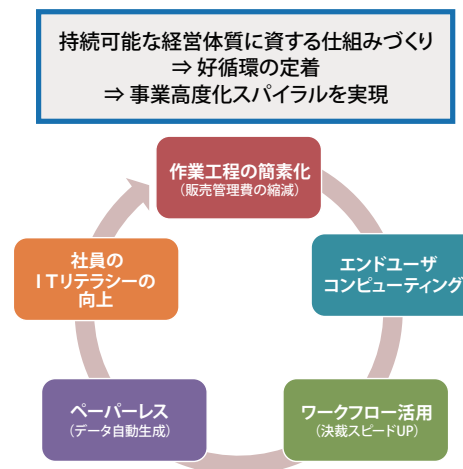 持続可能な経営体質に資する仕組みづくり
⇒ 好循環の定着
⇒ 事業高度化スパイラルを実現
作業工程の簡素化
（販売管理費の縮減）
エンドユーザ
コンピューティング
ワークフロー活用
（決裁スピードUP）
ペーパーレス
（データ自動生成）
社員の
ITリテラシーの
向上